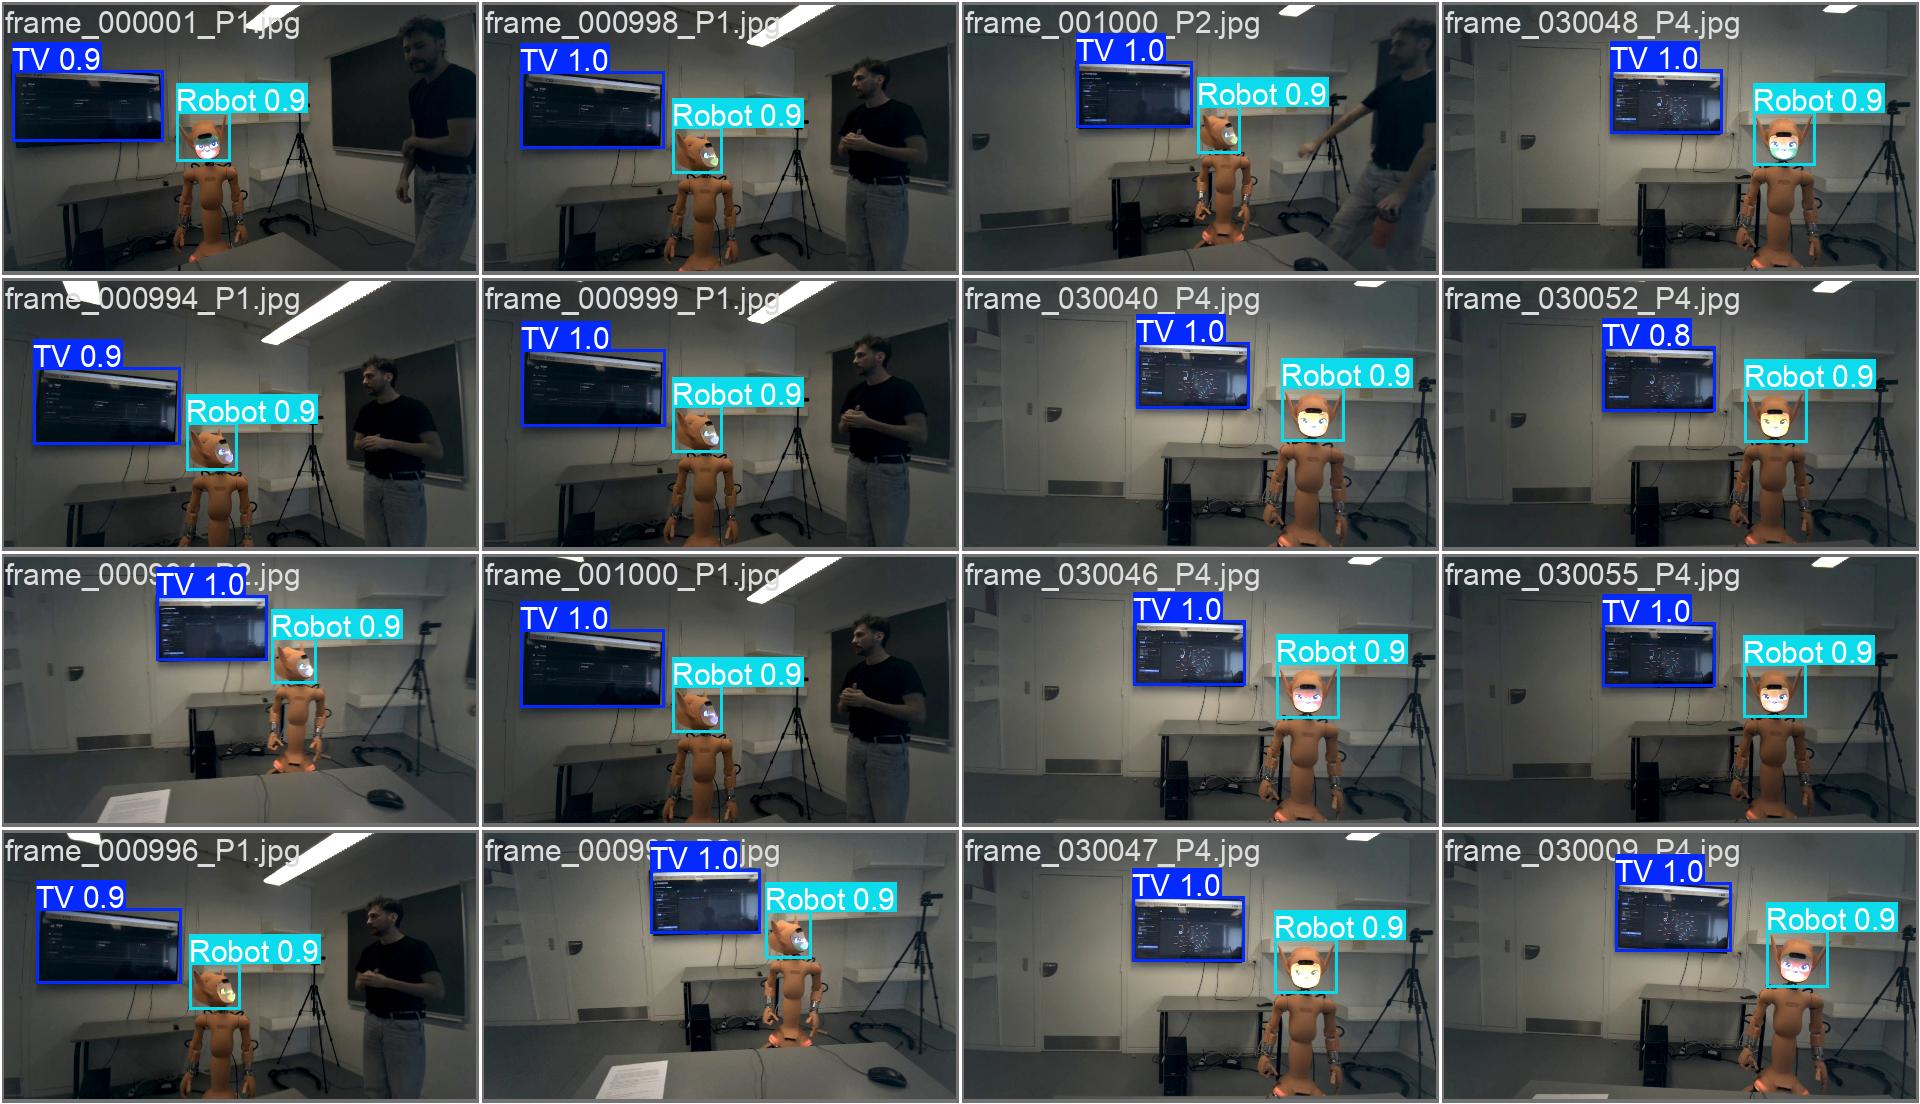 frame_000001_P1.jpg
TV 0.9
Robot 0.9
frame_000998_P1.jpg
TV 1.0
Robot 0.9
frame_001000_P2.jpg
TV 1.0
Robot 0.9
frame_030048_P4.jpg
TV 1.0
Robot 0.9
frame_000994_P1.jpg
TV 0.9
Robot 0.9
frame_000999_P1.jpg
TV 1.0
Robot 0.9
frame_030040_P4.jpg
TV 1.0
Robot 0.9
frame_030052_P4.jpg
TV 0.8
Robot 0.9
TV 1.0
Robot 0.9
frame_001000_P1.jpg
TV 1.0
Robot 0.9
frame_030046_P4.jpg
TV 1.0
Robot 0.9
frame_030055_P4.jpg
TV 1.0
Robot 0.9
frame_000996_P1.jpg
TV 0.9
Robot 0.9
TV 1.0
Robot 0.9
frame_030047_P4.jpg
TV 1.0
Robot 0.9
frame_030009_P4.jpg
TV 1.0
Robot 0.9